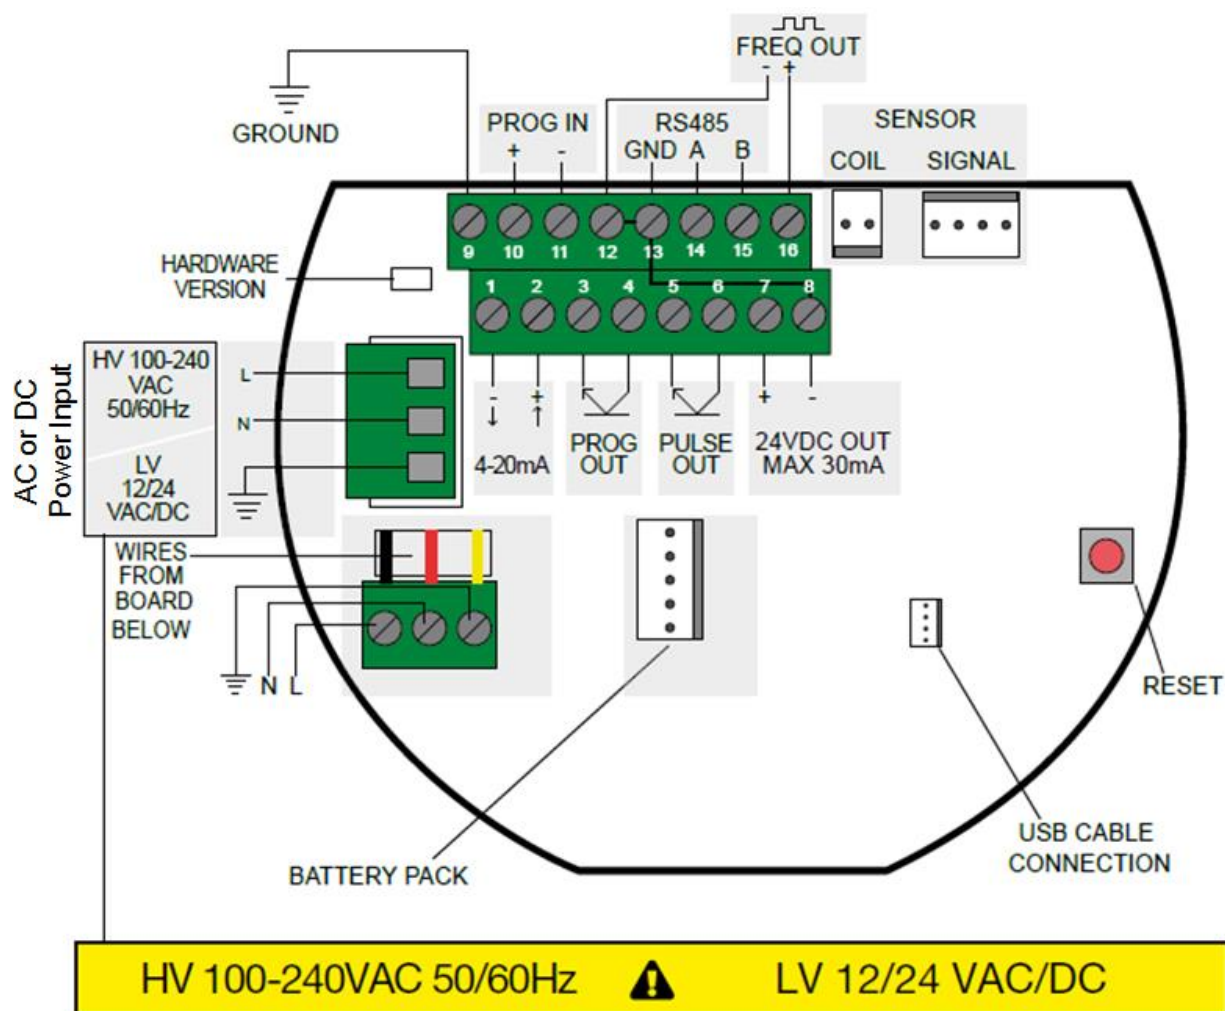 FREQ OUT
- +
GROUND
PROG IN
+ -
RS485
GND A B
SENSOR
COIL SIGNAL
9 10 11 12 13 14 15 16
1 2 3 4 5 6 7 8
HARDWARE
VERSION
AC or DC
Power Input
HV 100-240
VAC
50/60Hz
LV
12/24
VAC/DC
L
N
- +
4-20mA
PROG
OUT
PULSE
OUT
+ -
24VDC OUT
MAX 30mA
WIRES
FROM
BOARD
BELOW
N L
RESET
USB CABLE
CONNECTION
BATTERY PACK
HV 100-240VAC 50/60Hz
LV 12/24 VAC/DC